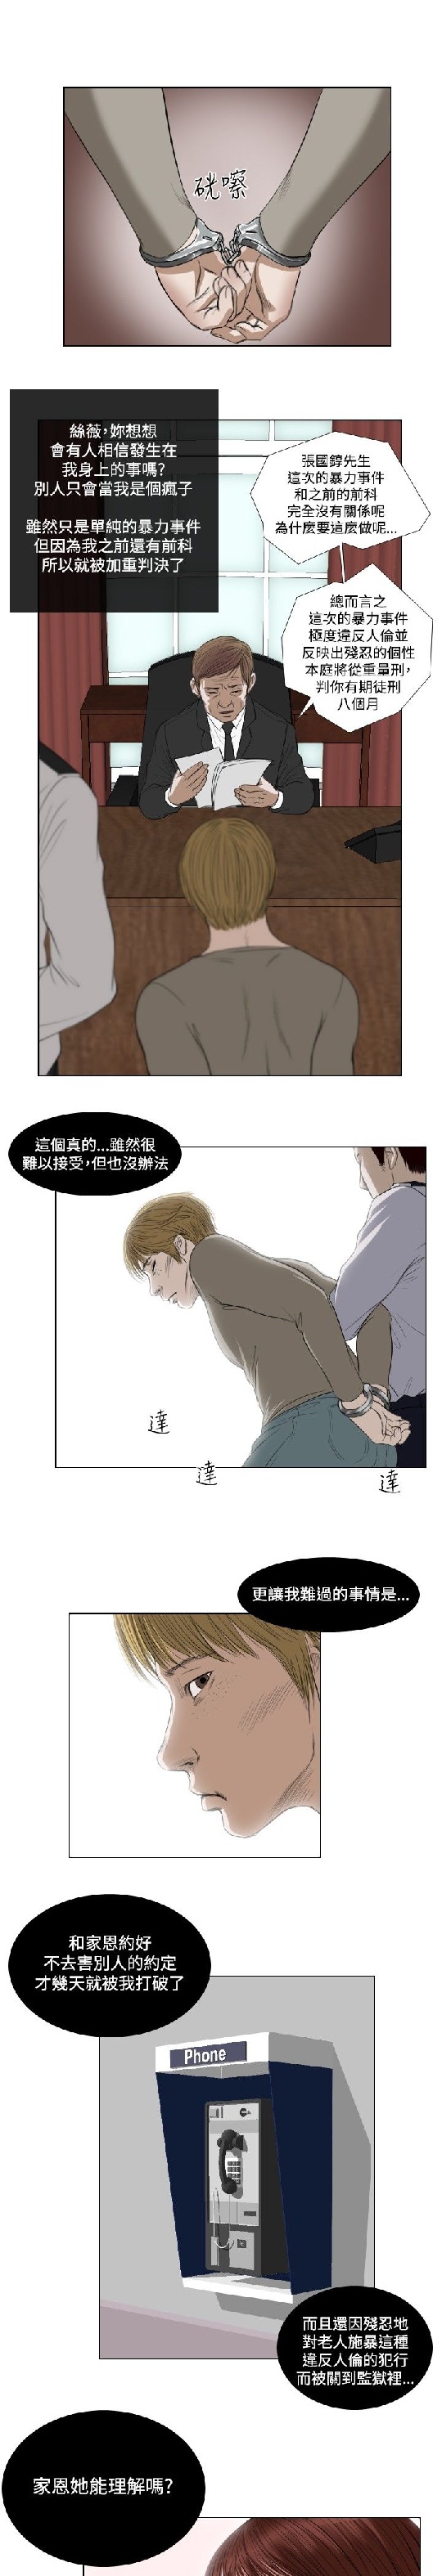 硄嚓
絲薇，妳想想
會有人相信發生在
我身上的事嗎？
別人只會當我是個瘋子
雖然只是單純的暴力事件
但因為我之前還有前科
所以就被加重判決了
張國錞先生
這次的暴力事件
和之前的前科
完全沒有關係呢
為什麼要這麼做呢...
總而言之
這次的暴力事件
極度違反人倫並
反映出殘忍的個性
本庭將從重量刑，
判你有期徒刑
八個月
這個真的...雖然很
難以接受，但也沒辦法
達
達
達
更讓我難過的事情是...
和家恩約好
不去害別人的約定
才幾天就被我打破了
Phone
而且還因殘忍地
對老人施暴這種
違反人倫的犯行
而被關到監獄裡...
家恩她能理解嗎？